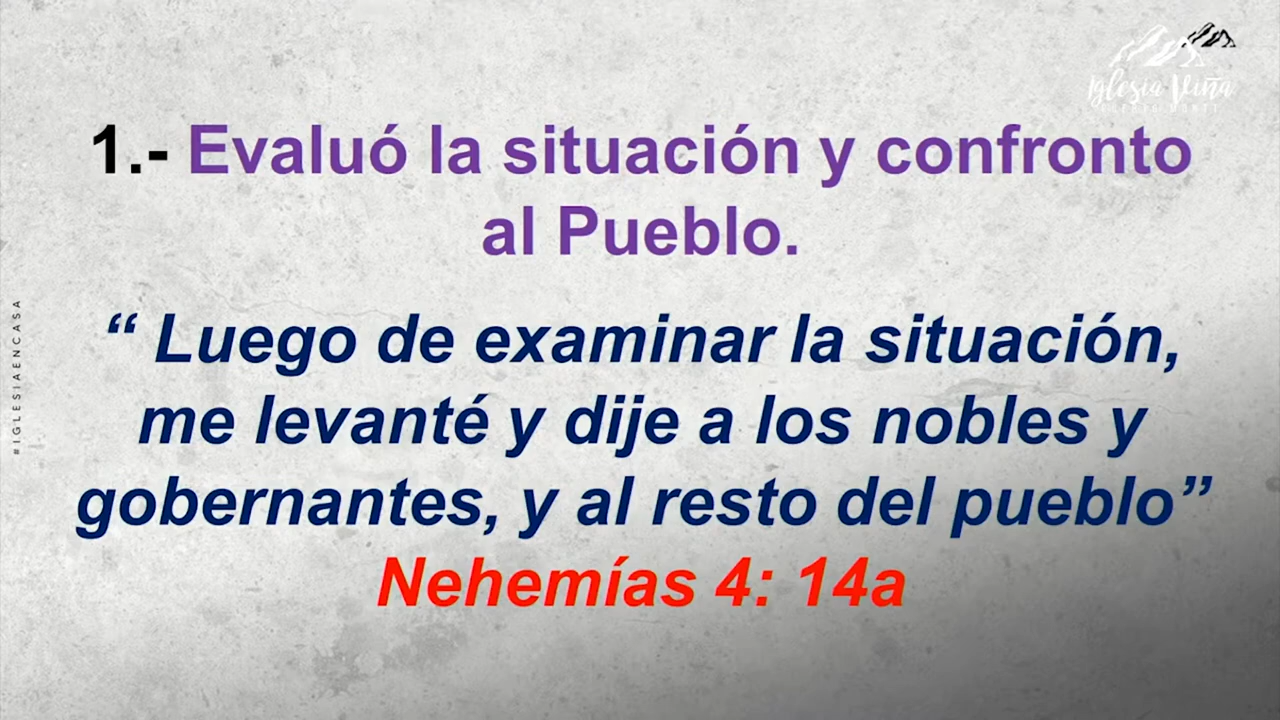 Iglesia Viña
1.- Evaluó la situación y confronto
al Pueblo.
“ Luego de examinar la situación,
me levanté y dije a los nobles y
gobernantes, y al resto del pueblo”
Nehemías 4: 14a
#IGLESIAENCASA